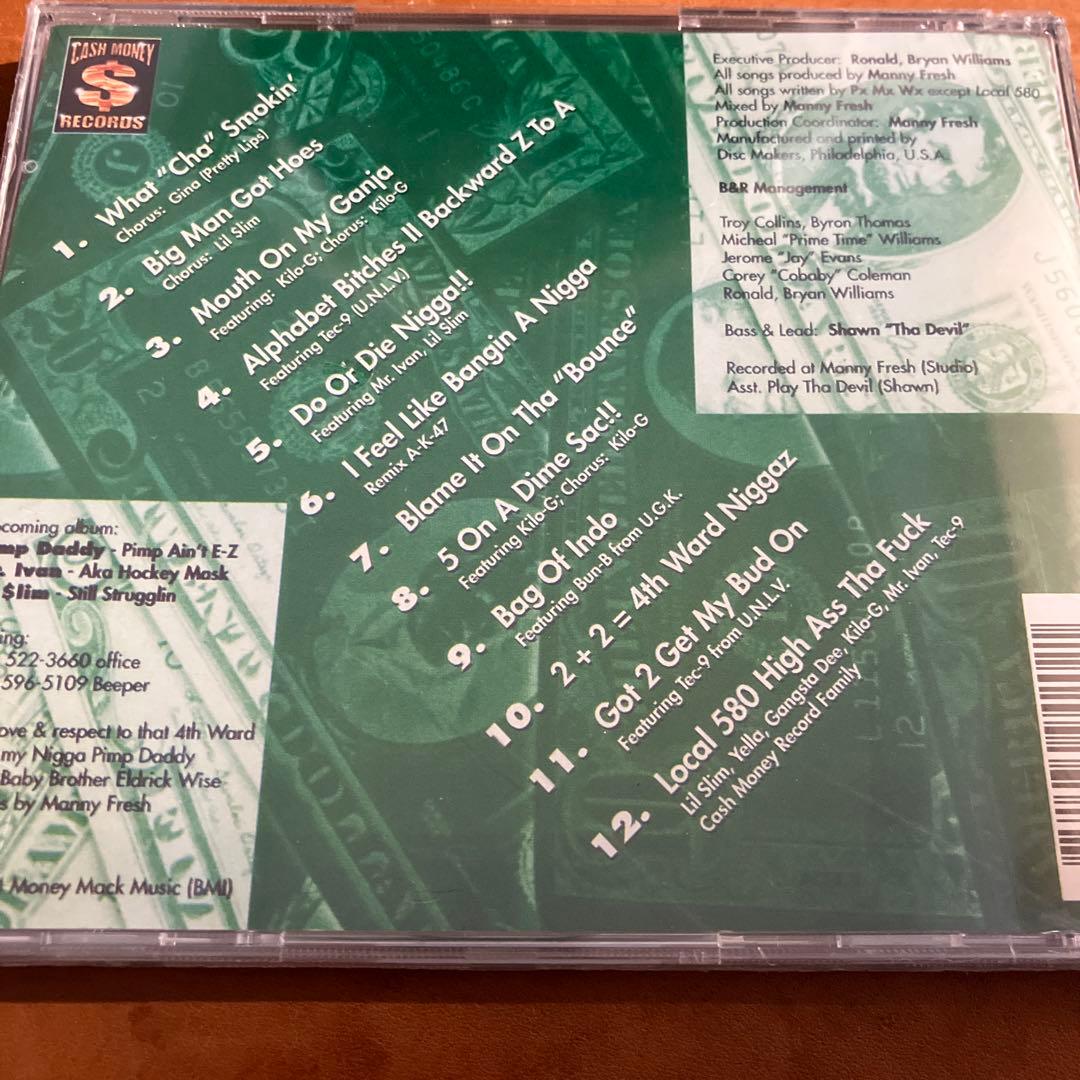 CASH MONEY
$
RECORDS
1. What "Cha" Smokin'
Chorus: Gina (Pretty Lips)
2. Big Man Got Hoes
Chorus: Lil $lim
3. Mouth On My Ganja
Featuring: Kilo-G; Chorus: Kilo-G
4. Alphabet Bitches II Backward Z To A
Featuring Tec-9 (U.N.L.V.)
5. Do Or Die Nigga!!
Featuring Mr. Ivan, Lil $lim
6. I Feel Like Bangin A Nigga
Remix A-K-47
7. Blame It On Tha "Bounce"
8. 5 On A Dime Sac!!
Featuring Kilo-G; Chorus: Kilo-G
9. Bag Of Indo
Featuring Bun-B from U.G.K.
10. 2 + 2 = 4th Ward Niggaz
11. Got 2 Get My Bud On
Featuring Tec-9 from U.N.L.V.
12. Local 580 High Ass Tha Fuck
Lil Slim, Yella, Gangsta Dee, Kilo-G, Mr. Ivan, Tec-9
Cash Money Record Family
Executive Producer: Ronald, Bryan Williams
All songs produced by Manny Fresh
All songs written by Px Mx Wx except Local 580
Mixed by Manny Fresh
Production Coordinator: Manny Fresh
Manufactured and printed by
Disc Makers, Philadelphia, U.S.A.
B&R Management
Troy Collins, Byron Thomas
Micheal "Prime Time" Williams
Jerome "Jay" Evans
Corey "Cobaby" Coleman
Ronald, Bryan Williams
Bass & Lead: Shawn "Tha Devil"
Recorded at Manny Fresh (Studio)
Asst. Play Tha Devil (Shawn)
coming album:
mp Daddy - Pimp Ain't E-Z
. Ivan - Aka Hockey Mask
$lim - Still Strugglin
ing:
522-3660 office
596-5109 Beeper
ove & respect to that 4th Ward
my Nigga Pimp Daddy
Baby Brother Eldrick Wise
s by Manny Fresh
Money Mack Music (BMI)